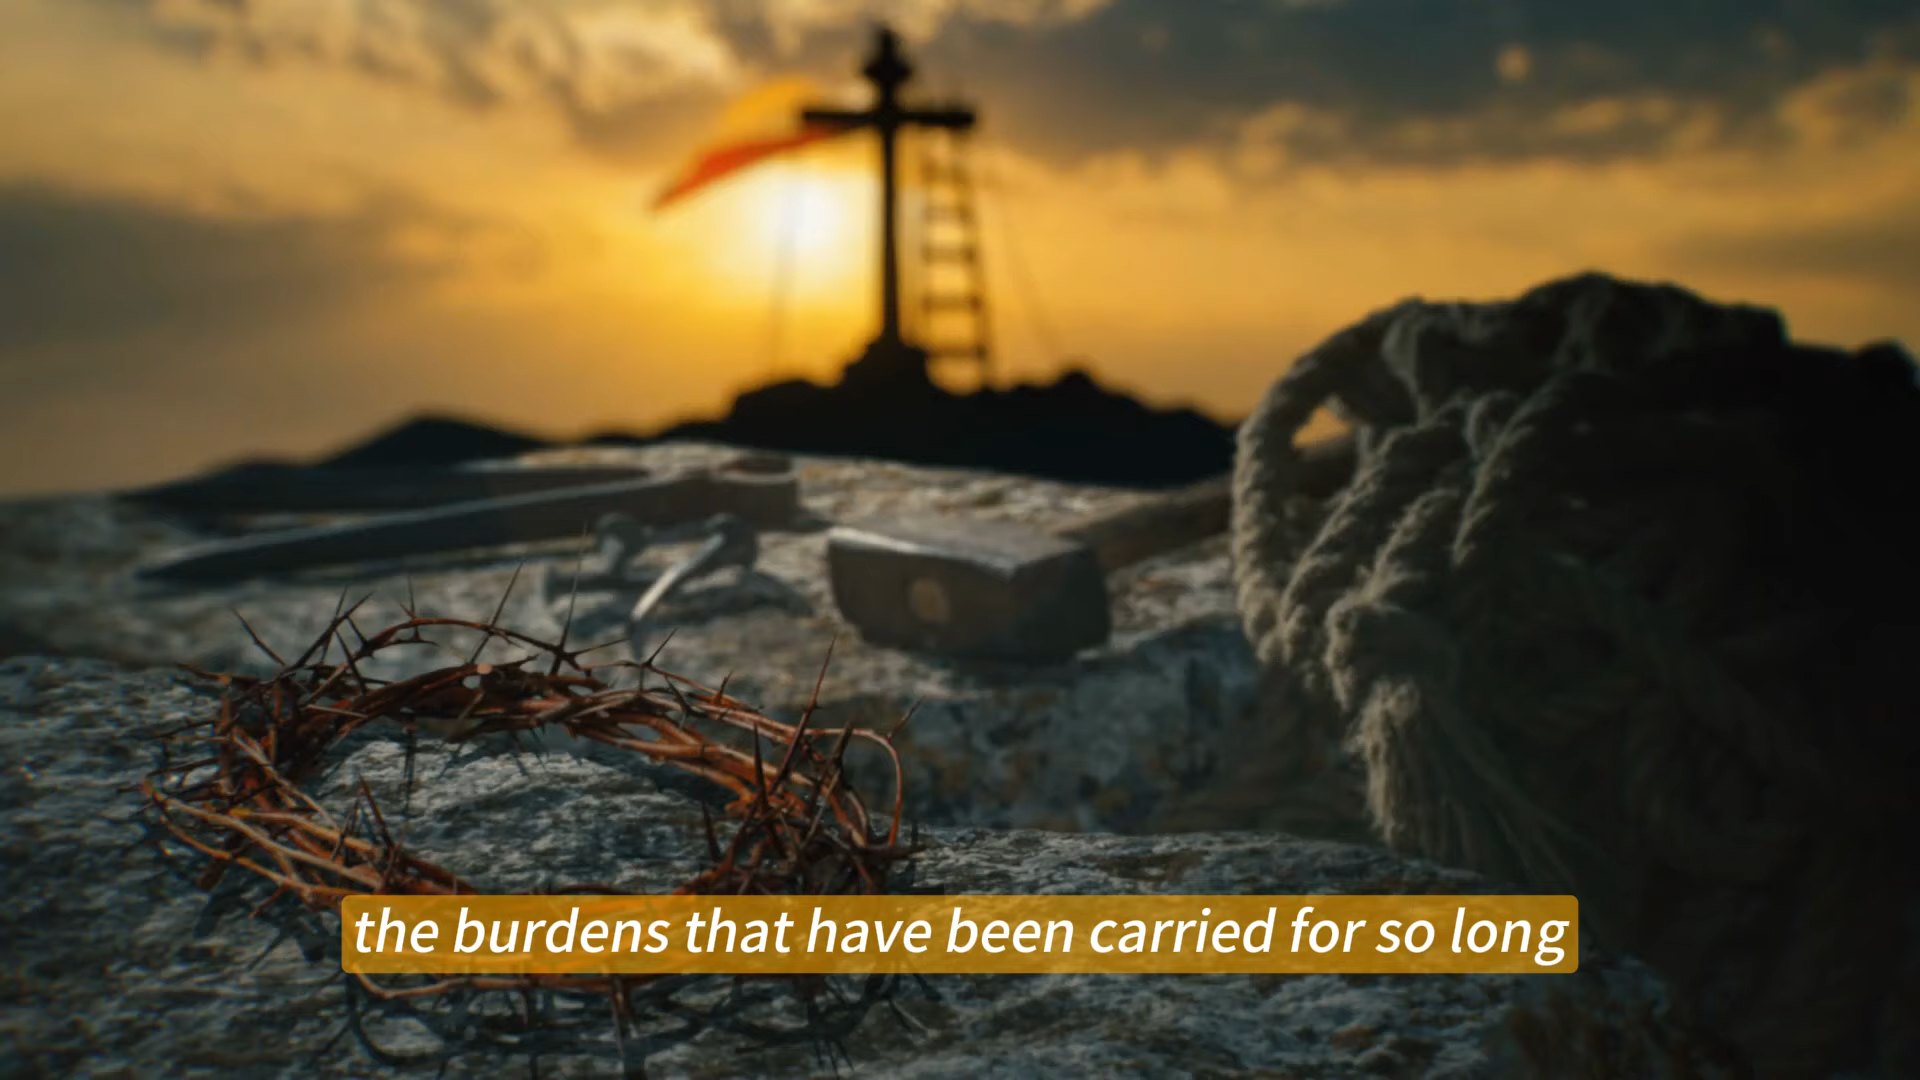 the burdens that have been carried for so long